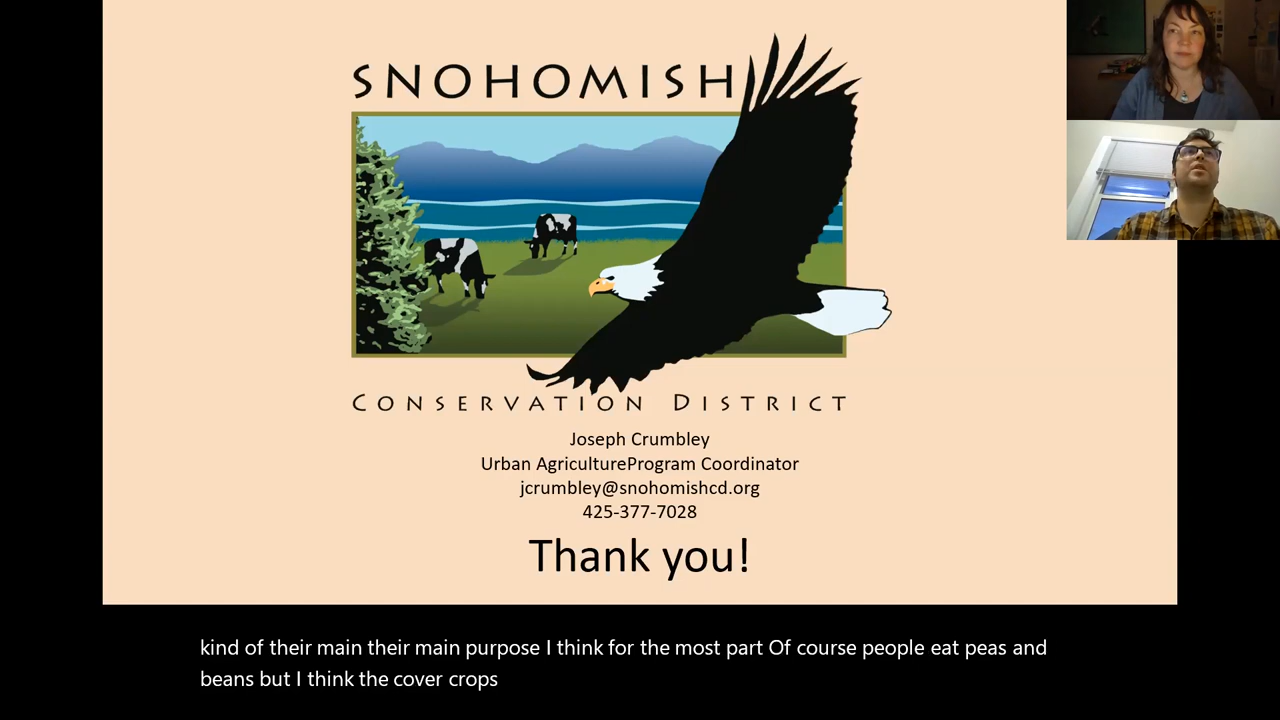 SNOHOMISH
CONSERVATION DISTRICT
Joseph Crumbley
Urban AgricultureProgram Coordinator
jcrumbley@snohomishcd.org
425-377-7028
Thank you!
kind of their main their main purpose I think for the most part Of course people eat peas and
beans but I think the cover crops